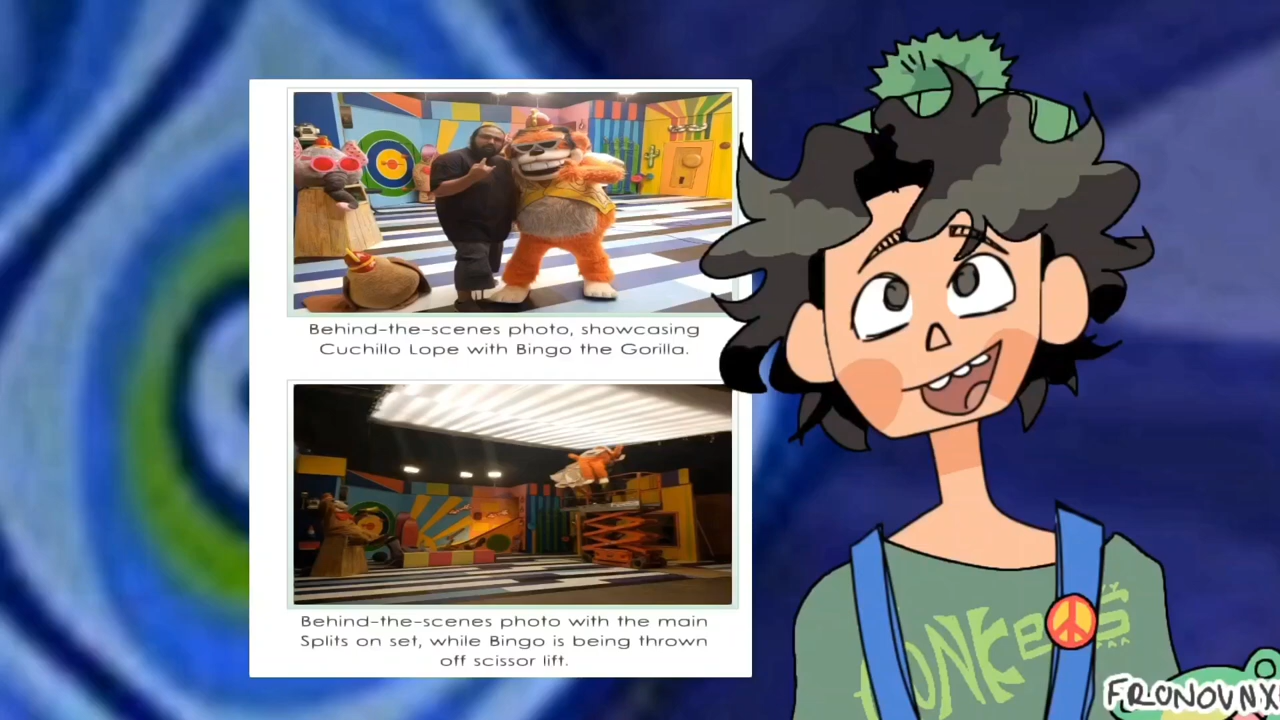 Behind-the-scenes photo, showcasing
Cuchillo Lope with Bingo the Gorilla.
Behind-the-scenes photo with the main
Splits on set, while Bingo is being thrown
off scissor lift.
FRONOUNX